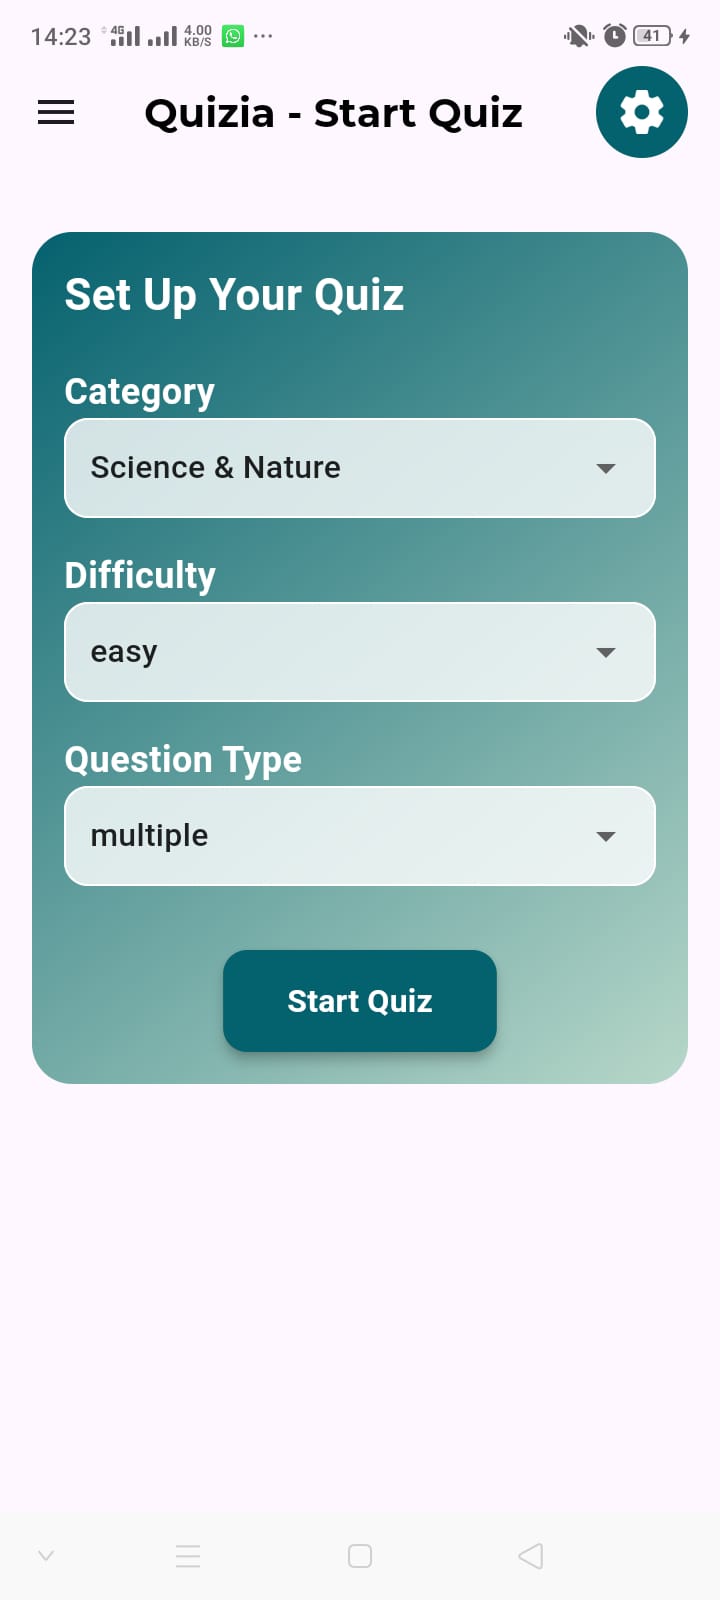 14:23 4G 4.00 KB/S ... 41
Quizia - Start Quiz
Set Up Your Quiz
Category
Science & Nature
Difficulty
easy
Question Type
multiple
Start Quiz